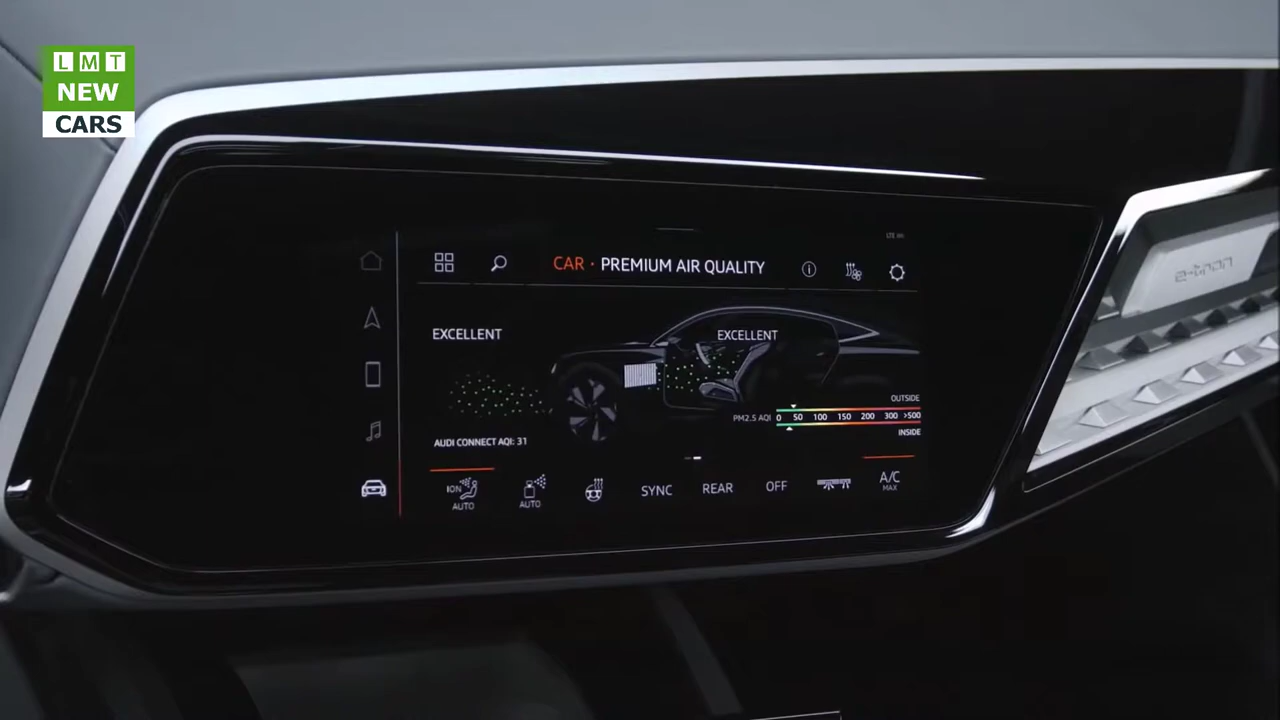 L M T
NEW
CARS
LTE
CAR · PREMIUM AIR QUALITY
EXCELLENT
EXCELLENT
OUTSIDE
PM2.5 AQI 0 50 100 150 200 300 >500
INSIDE
AUDI CONNECT AQI: 31
ION
AUTO
AUTO
SYNC
REAR
OFF
A/C
MAX
e-tron